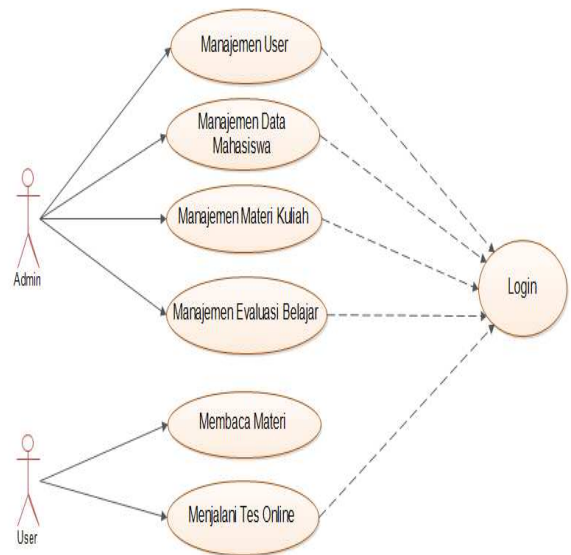 Manajemen User
Manajemen Data
Mahasiswa
Manajemen Materi Kuliah
Admin
Login
Manajemen Evaluasi Belajar
Membaca Materi
User
Menjalani Tes Online